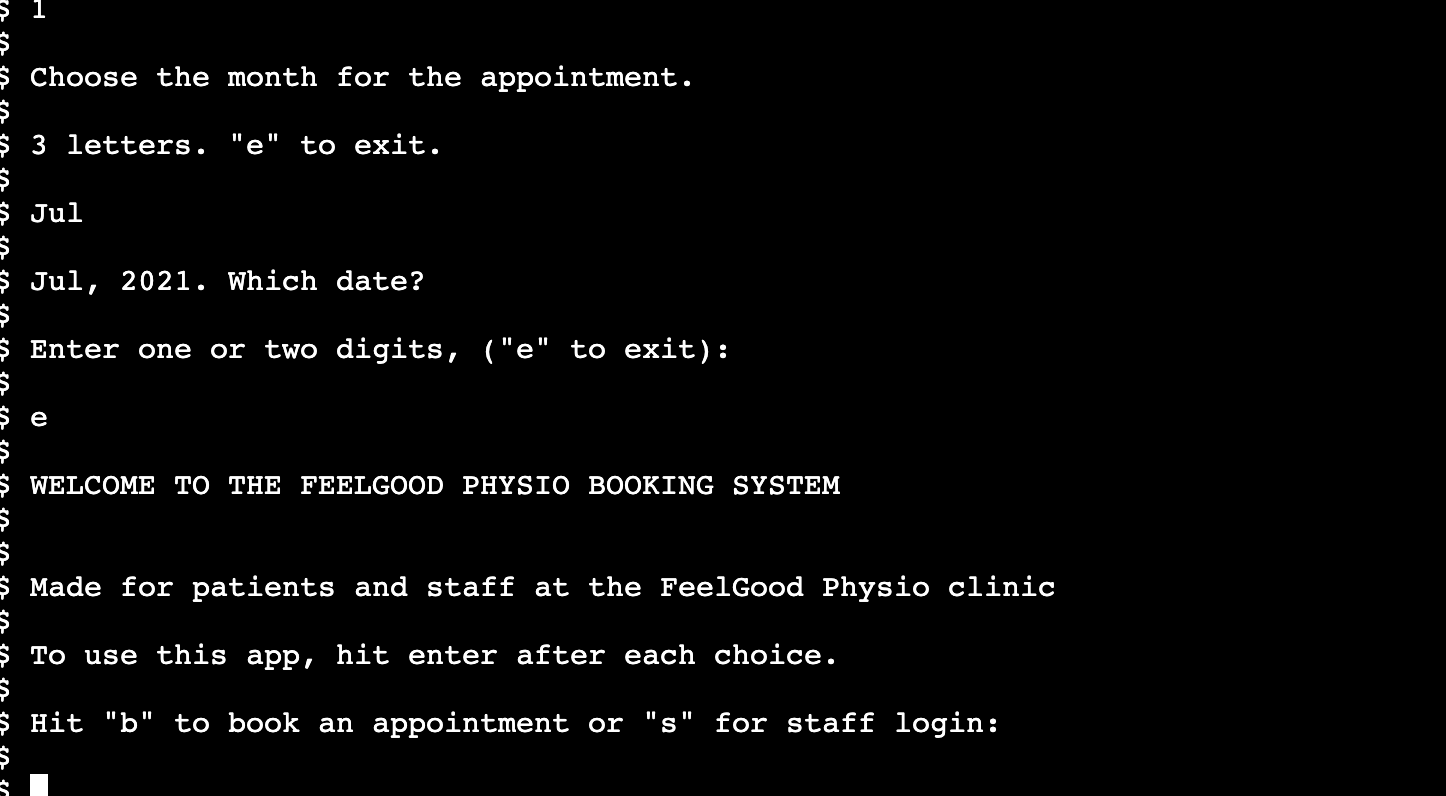 $ 1
$
$ Choose the month for the appointment.
$
$ 3 letters. "e" to exit.
$
$ Jul
$
$ Jul, 2021. Which date?
$
$ Enter one or two digits, ("e" to exit):
$
$ e
$
$ WELCOME TO THE FEELGOOD PHYSIO BOOKING SYSTEM
$
$
$ Made for patients and staff at the FeelGood Physio clinic
$
$ To use this app, hit enter after each choice.
$
$ Hit "b" to book an appointment or "s" for staff login:
$
$